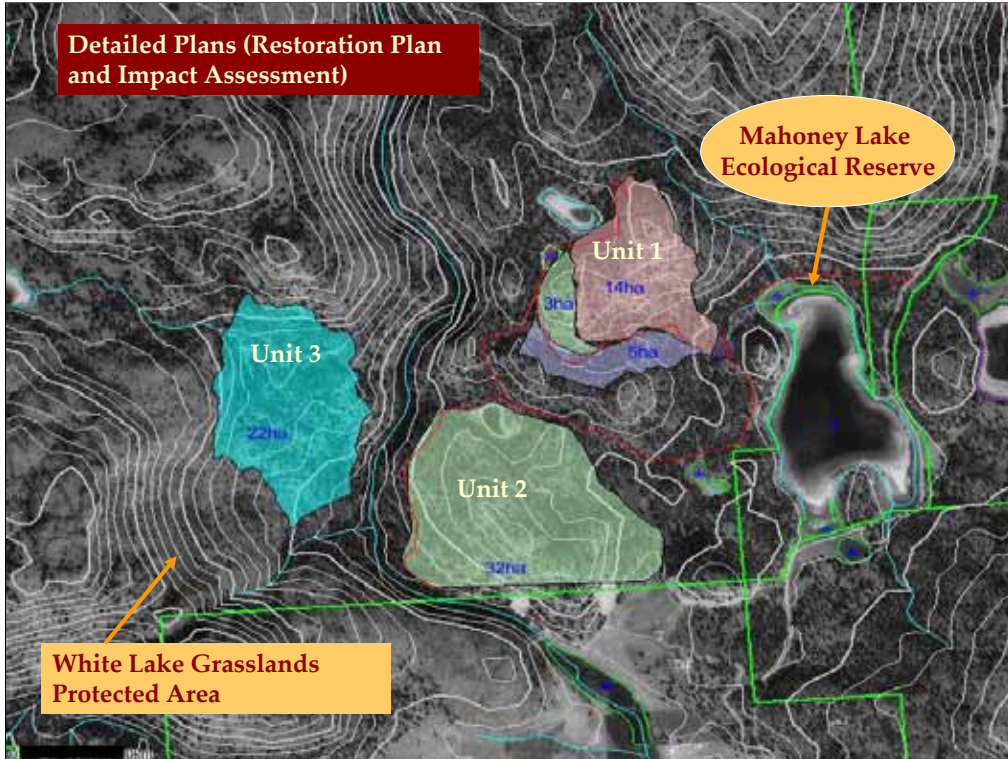 Detailed Plans (Restoration Plan
and Impact Assessment)
Mahoney Lake
Ecological Reserve
Unit 1
14ha
3ha
5ha
Unit 3
22ha
Unit 2
32ha
White Lake Grasslands
Protected Area